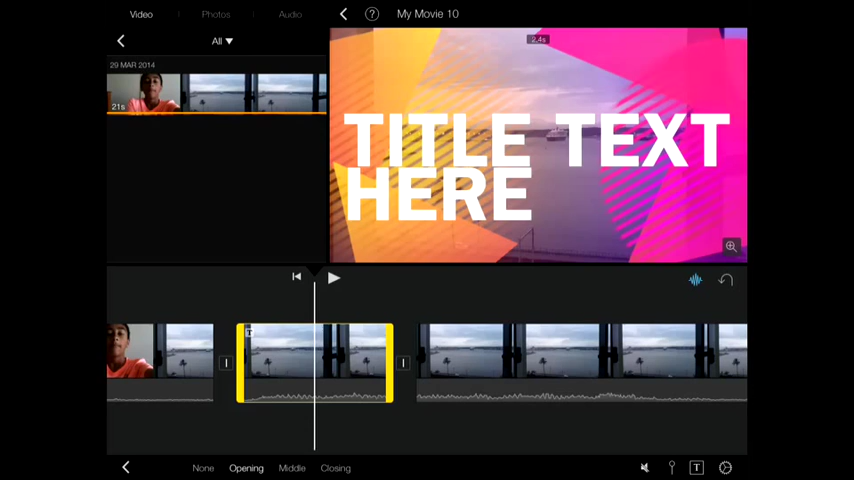 Video
Photos
Audio
?
My Movie 10
All ▼
29 MAR 2014
21s
2.4s
TITLE TEXT
HERE
T
None
Opening
Middle
Closing
T